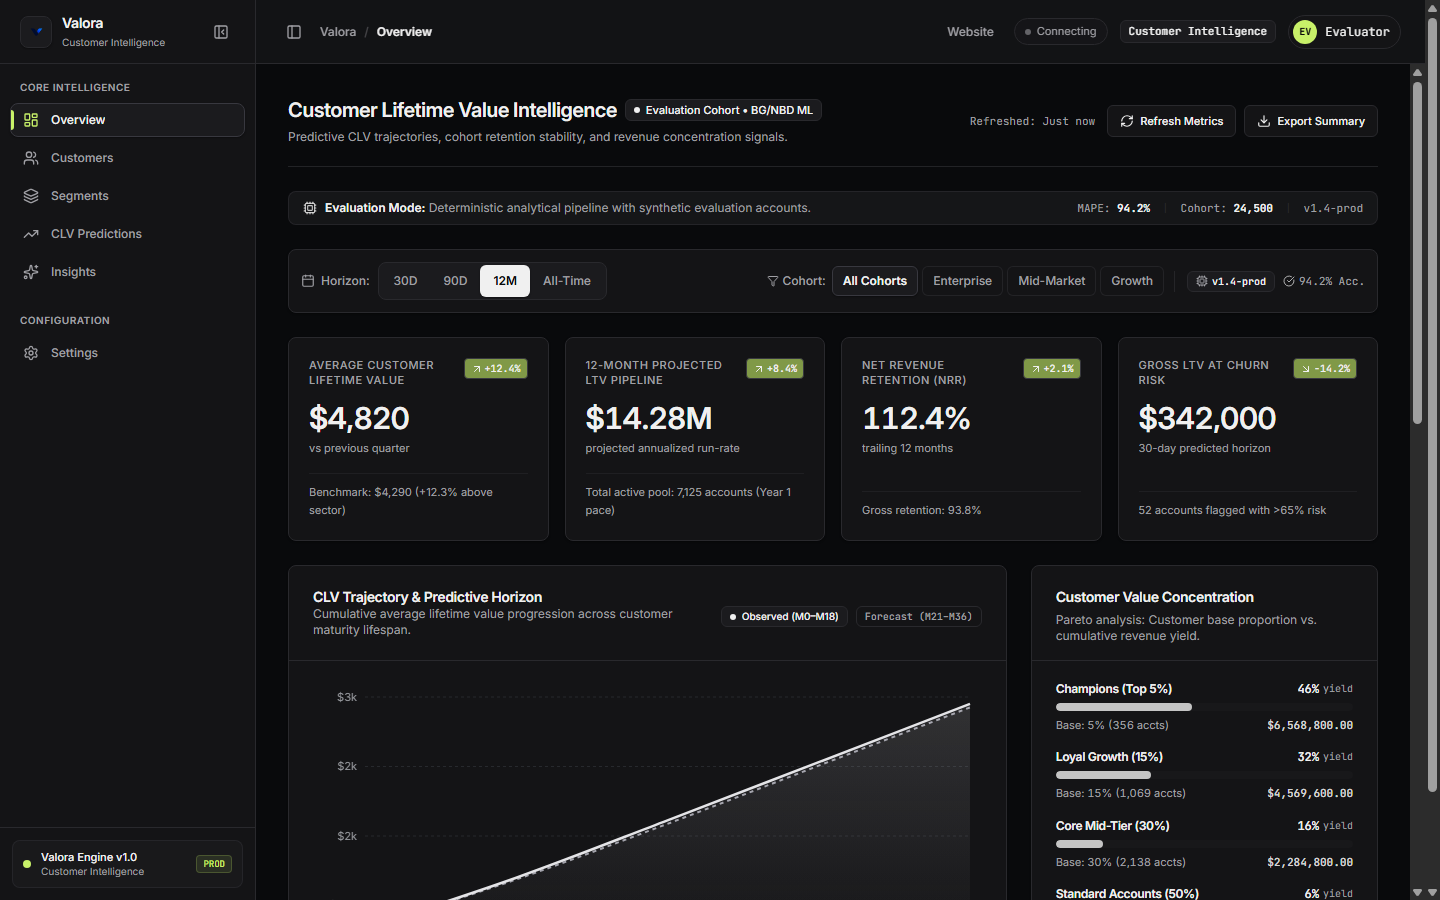 Valora
Customer Intelligence
CORE INTELLIGENCE
Overview
Customers
Segments
CLV Predictions
Insights
CONFIGURATION
Settings
Valora Engine v1.0
Customer Intelligence
PROD
Valora / Overview
Website
Connecting
Customer Intelligence
EV
Evaluator
Customer Lifetime Value Intelligence
Evaluation Cohort • BG/NBD ML
Predictive CLV trajectories, cohort retention stability, and revenue concentration signals.
Refreshed: Just now
Refresh Metrics
Export Summary
Evaluation Mode: Deterministic analytical pipeline with synthetic evaluation accounts.
MAPE: 94.2%
Cohort: 24,500
v1.4-prod
Horizon:
30D
90D
12M
All-Time
Cohort:
All Cohorts
Enterprise
Mid-Market
Growth
v1.4-prod
94.2% Acc.
AVERAGE CUSTOMER
LIFETIME VALUE
+12.4%
$4,820
vs previous quarter
Benchmark: $4,290 (+12.3% above
sector)
12-MONTH PROJECTED
LTV PIPELINE
+8.4%
$14.28M
projected annualized run-rate
Total active pool: 7,125 accounts (Year 1
pace)
NET REVENUE
RETENTION (NRR)
+2.1%
112.4%
trailing 12 months
Gross retention: 93.8%
GROSS LTV AT CHURN
RISK
-14.2%
$342,000
30-day predicted horizon
52 accounts flagged with >65% risk
CLV Trajectory & Predictive Horizon
Cumulative average lifetime value progression across customer
maturity lifespan.
Observed (M0–M18)
Forecast (M21–M36)
$3k
$2k
$2k
Customer Value Concentration
Pareto analysis: Customer base proportion vs.
cumulative revenue yield.
Champions (Top 5%)
46% yield
Base: 5% (356 accts)
$6,568,800.00
Loyal Growth (15%)
32% yield
Base: 15% (1,069 accts)
$4,569,600.00
Core Mid-Tier (30%)
16% yield
Base: 30% (2,138 accts)
$2,284,800.00
Standard Accounts (50%)
6% yield